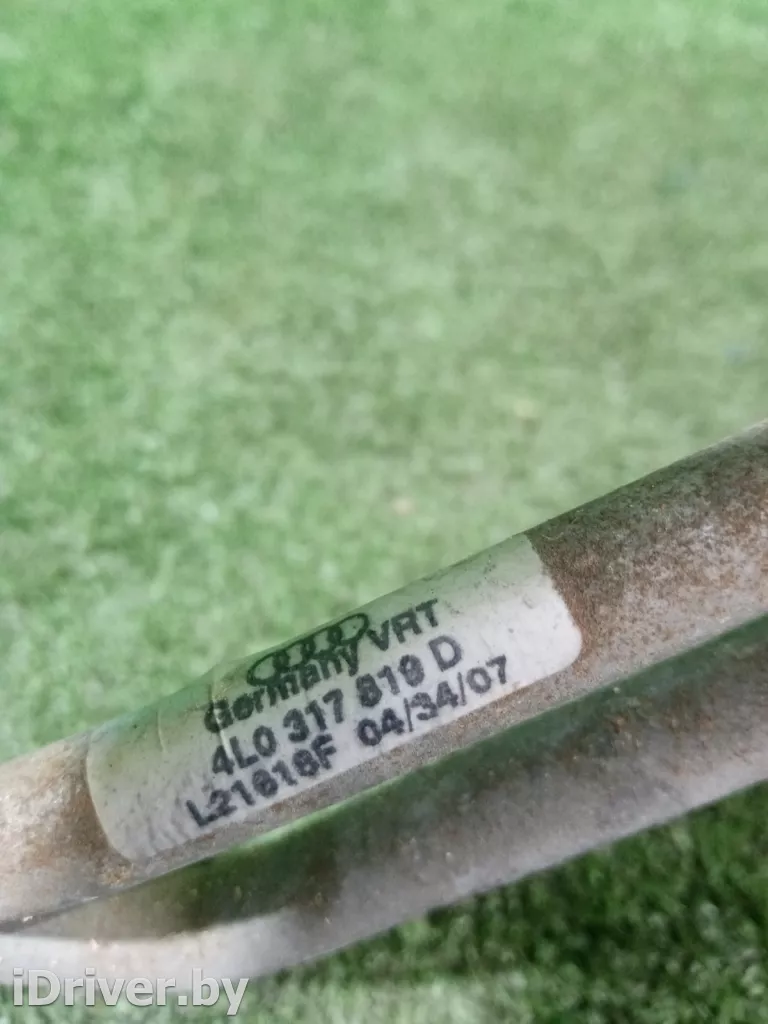 VRT
Germany
4L0 317 819 D
L21818F 04/34/07
iDriver.by